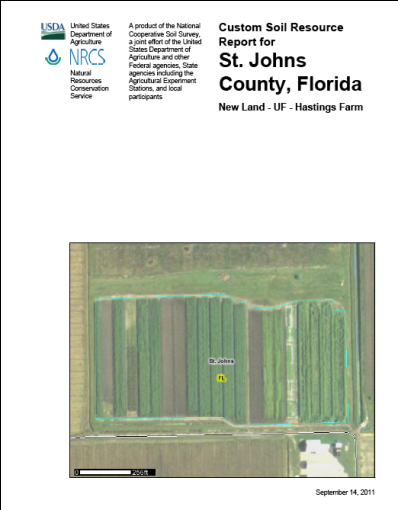 USDA
United States
Department of
Agriculture
NRCS
Natural
Resources
Conservation
Service
A product of the National
Cooperative Soil Survey,
a joint effort of the United
States Department of
Agriculture and other
Federal agencies, State
agencies including the
Agricultural Experiment
Stations, and local
participants
Custom Soil Resource
Report for
St. Johns
County, Florida
New Land - UF - Hastings Farm
St. Johns
FL
0 256ft
September 14, 2011